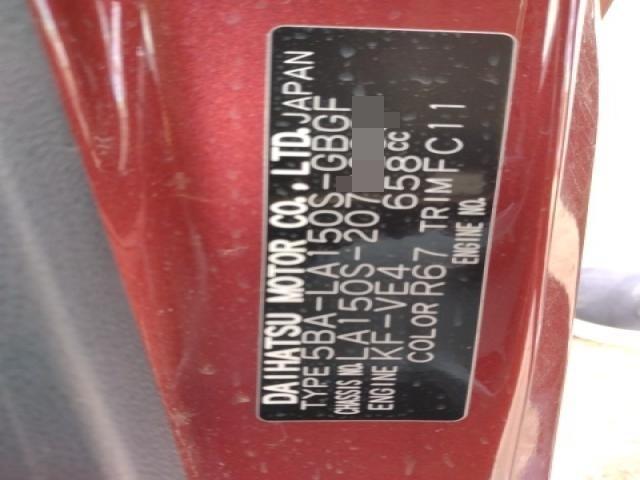 DAIHATSU MOTOR CO., LTD. JAPAN
TYPE 5BA-LA150S-GBGF
CHASSIS NO. LA150S-207
ENGINE KF-VE4 658cc
COLOR R67 TRIM FC11
ENGINE NO.